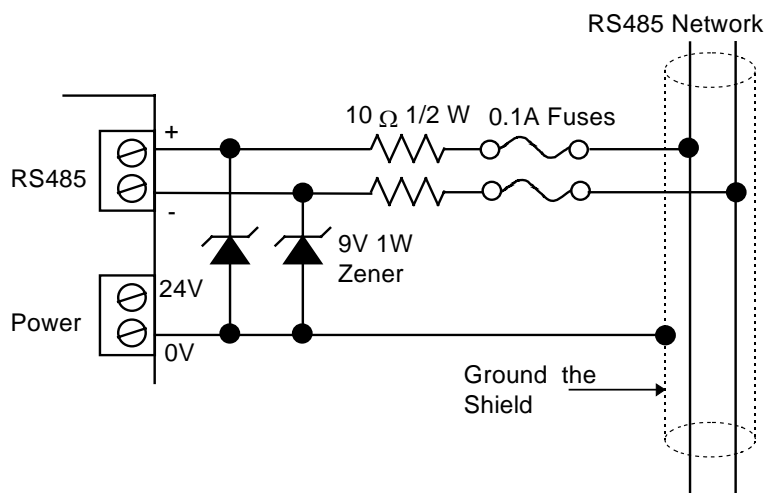 RS485 Network
10 Ω 1/2 W
0.1A Fuses
+
RS485
-
9V 1W
Zener
24V
Power
0V
Ground the
Shield